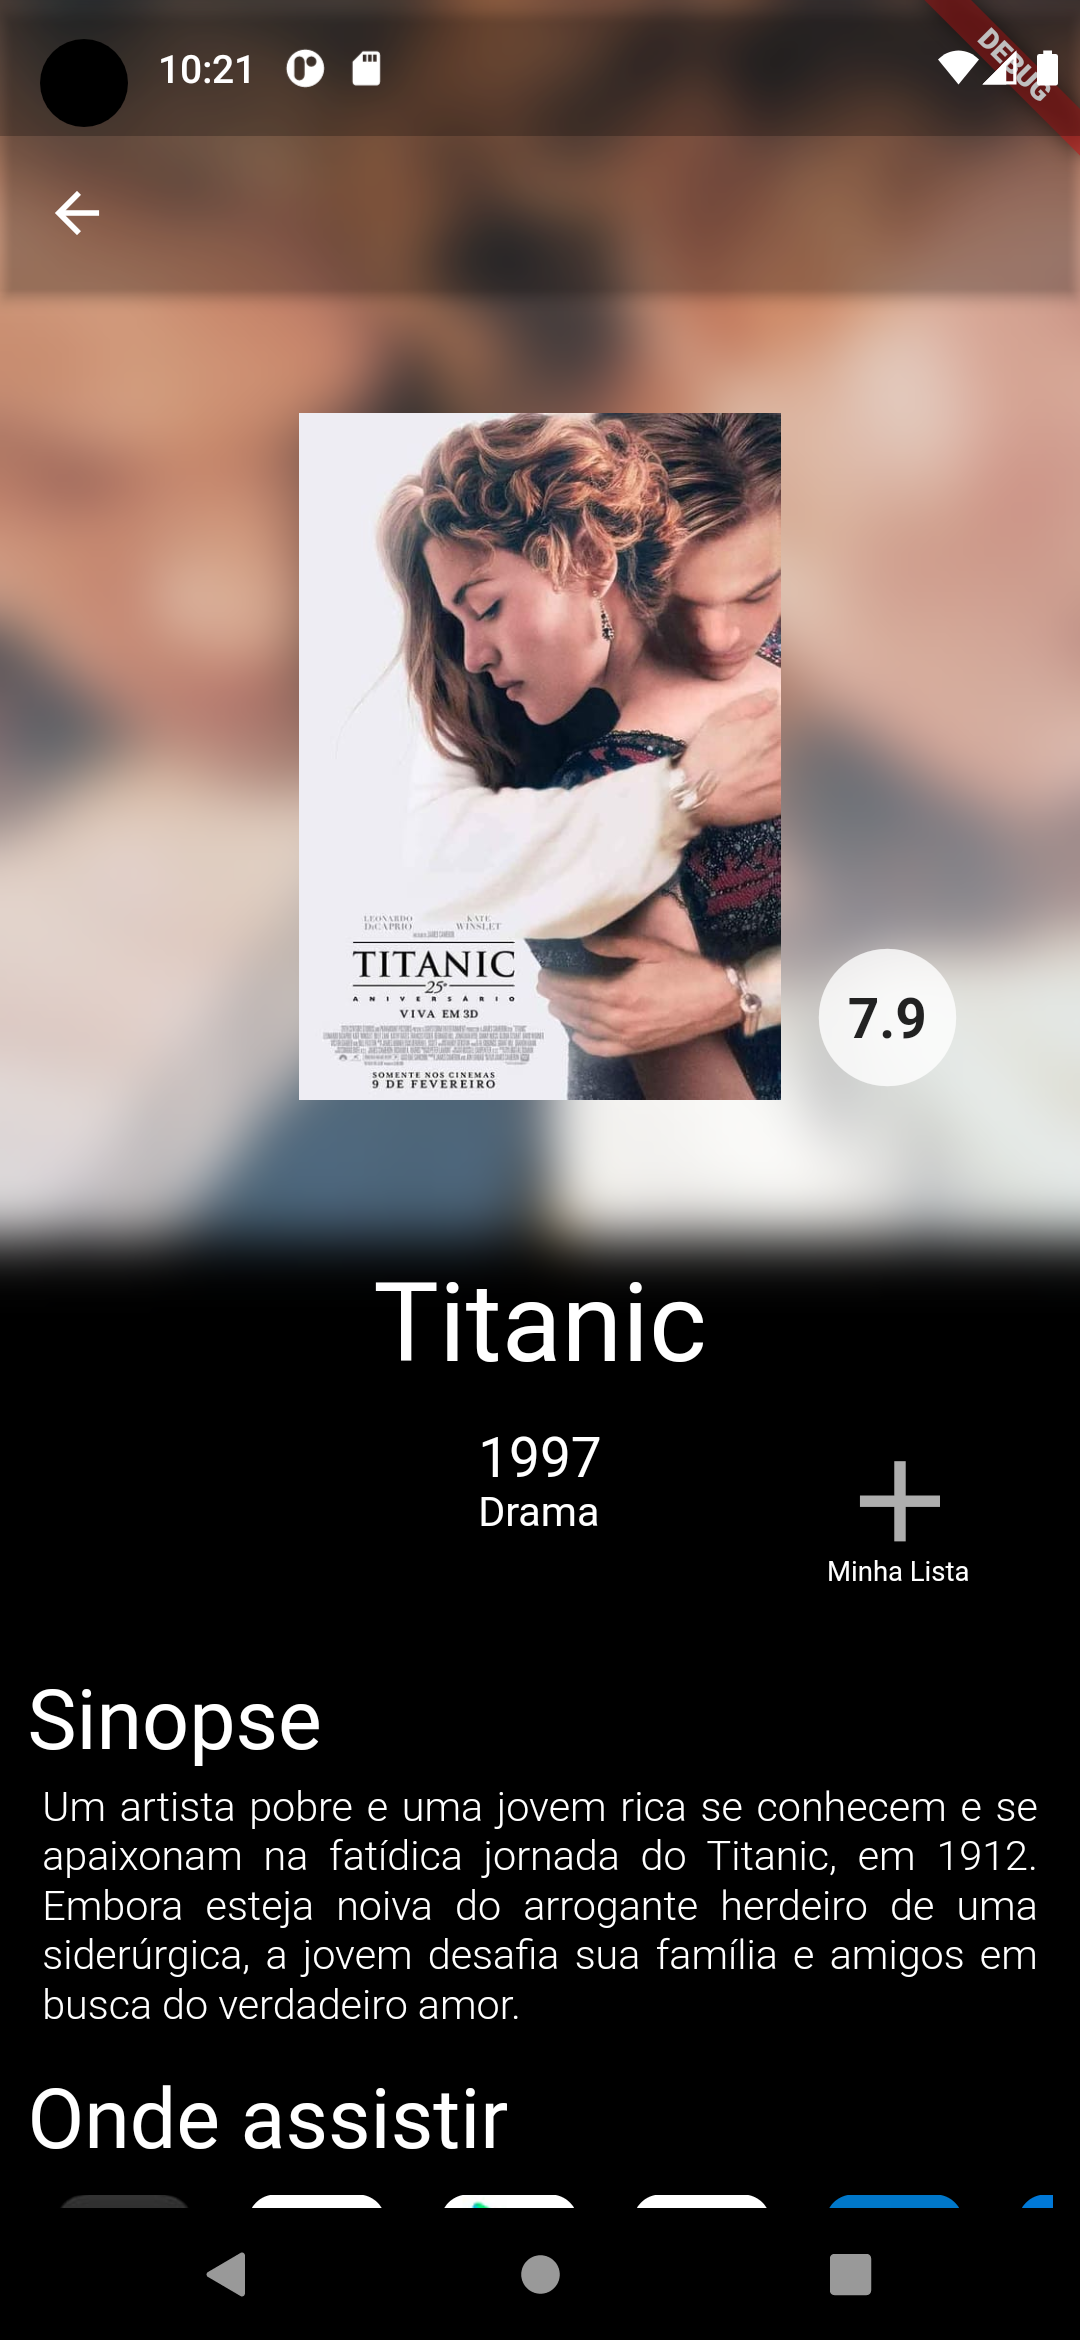 10:21
DEBUG
LEONARDO DiCAPRIO KATE WINSLET
TITANIC
25º
ANIVERSÁRIO
VIVA EM 3D
SOMENTE NOS CINEMAS
9 DE FEVEREIRO
7.9
Titanic
1997
Drama
Minha Lista
Sinopse
Um artista pobre e uma jovem rica se conhecem e se
apaixonam na fatídica jornada do Titanic, em 1912.
Embora esteja noiva do arrogante herdeiro de uma
siderúrgica, a jovem desafia sua família e amigos em
busca do verdadeiro amor.
Onde assistir